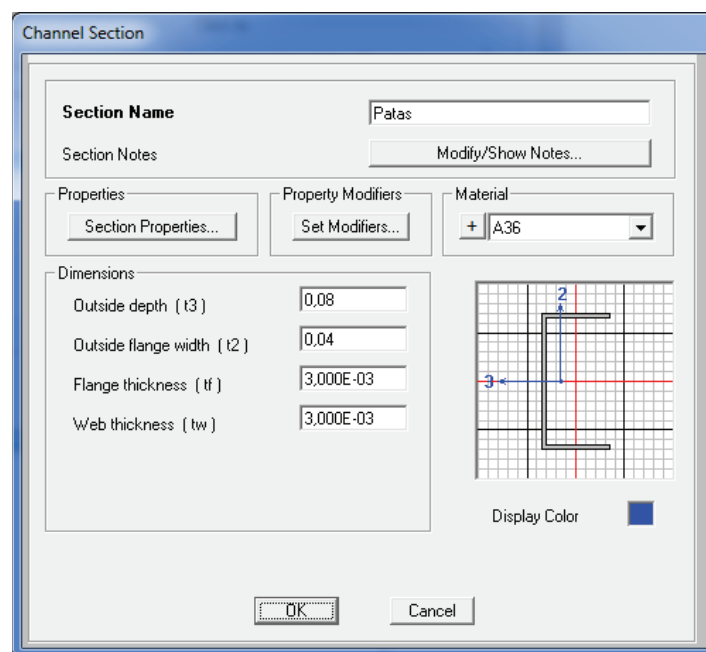 Channel Section
Section Name Patas
Section Notes Modify/Show Notes...
Properties Property Modifiers Material
Section Properties... Set Modifiers... + A36
Dimensions
Outside depth ( t3 ) 0,08
Outside flange width ( t2 ) 0,04
Flange thickness ( tf ) 3,000E-03
Web thickness ( tw ) 3,000E-03
2
3
Display Color
OK Cancel